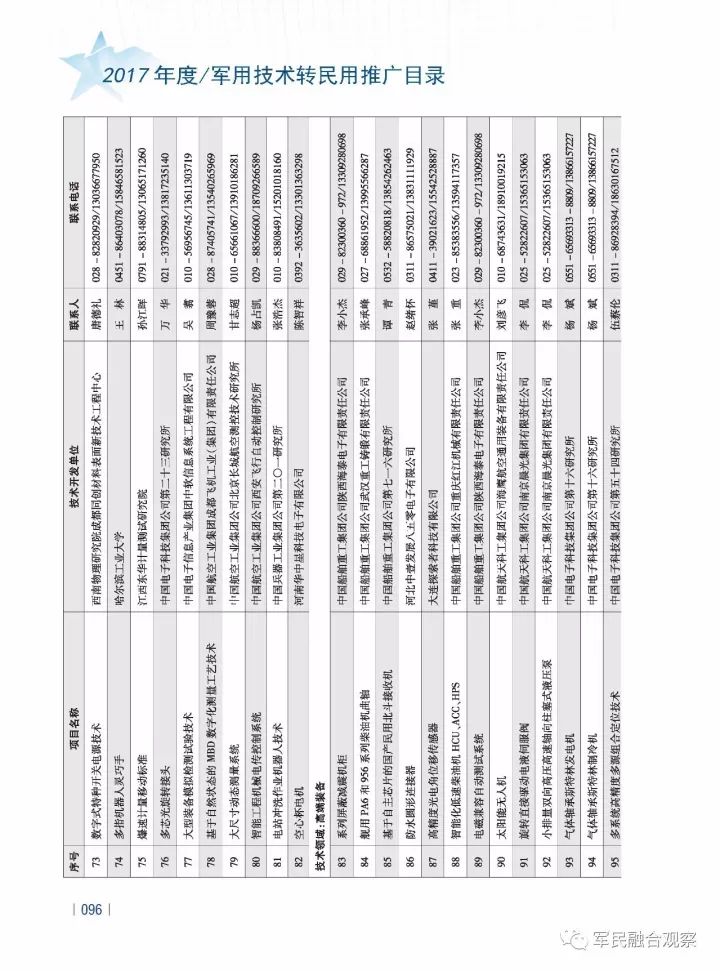 2017 年度/军用技术转民用推广目录
序号 项目名称 技术开发单位 联系人 联系电话
73 数字式特种开关电源技术 西南物理研究院成都同创材料表面新技术工程中心 唐德礼 028-82820929/13036677950
74 多指机器人灵巧手 哈尔滨工业大学 王 林 0451-86403078/15846581523
75 爆速计量移动标准 江西东华计量测试研究院 孙江晖 0791-88314805/13065171260
76 多芯光旋转接头 中国电子科技集团公司第二十三研究所 万 华 021-33792993/13817235140
77 大型装备模拟检测试验技术 中国电子信息产业集团中软信息系统工程有限公司 吴 翥 010-56956745/13611303719
78 基于自然状态的 MBD 数字化测量工艺技术 中国航空工业集团成都飞机工业(集团)有限责任公司 周豫蓉 028-87405741/13540265969
79 大尺寸动态测量系统 中国航空工业集团公司北京长城航空测控技术研究所 甘志超 010-65661067/13910186281
80 智能工程机械电传控制系统 中国航空工业集团公司西安飞行自动控制研究所 杨占凯 029-88366600/18709266589
81 电站冲洗作业机器人技术 中国兵器工业集团公司第二〇一研究所 张浩杰 010-83808491/15201018160
82 空心杯电机 河南华中星科技电子有限公司 陈智祥 0392-3635602/13301363298
技术领域:高端装备
83 系列屏蔽减震机柜 中国船舶重工集团公司陕西海泰电子有限责任公司 李小杰 029-82300360-972/13309280698
84 舰用 PA6 和 956 系列柴油机曲轴 中国船舶重工集团公司武汉重工铸锻有限责任公司 张承峰 027-68861952/13995566287
85 基于自主芯片的国产民用北斗接收机 中国船舶重工集团公司第七一六研究所 谭 青 0532-58820818/13854262463
86 防水圆形连接器 河北中登发展八五零电子有限公司 赵绪怀 0311-86575021/13831111929
87 高精度光电角位移传感器 大连探索者科技有限公司 张 堇 0411-39021623/15542528887
88 智能化低速柴油机 HCU、ACC、HPS 中国船舶重工集团公司重庆红江机械有限责任公司 张 重 023-85383556/13594117357
89 电磁兼容自动测试系统 中国船舶重工集团公司陕西海泰电子有限责任公司 李小杰 029-82300360-972/13309280698
90 太阳能无人机 中国航天科工集团公司海鹰航空通用装备有限责任公司 刘彦飞 010-68743631/18910019215
91 旋转直接驱动电液伺服阀 中国航天科工集团公司南京晨光集团有限责任公司 李 侃 025-52822607/15365153063
92 小排量双向高压高速轴向柱塞式液压泵 中国航天科工集团公司南京晨光集团有限责任公司 李 侃 025-52822607/15365153063
93 气体轴承斯特林发电机 中国电子科技集团公司第十六研究所 杨 斌 0551-65693313-8809/13866157227
94 气体轴承斯特林制冷机 中国电子科技集团公司第十六研究所 杨 斌 0551-65693313-8809/13866157227
95 多系统高精度多源组合定位技术 中国电子科技集团公司第五十四研究所 伍蔡伦 0311-86928394/18630167512
| 096 |
军民融合观察